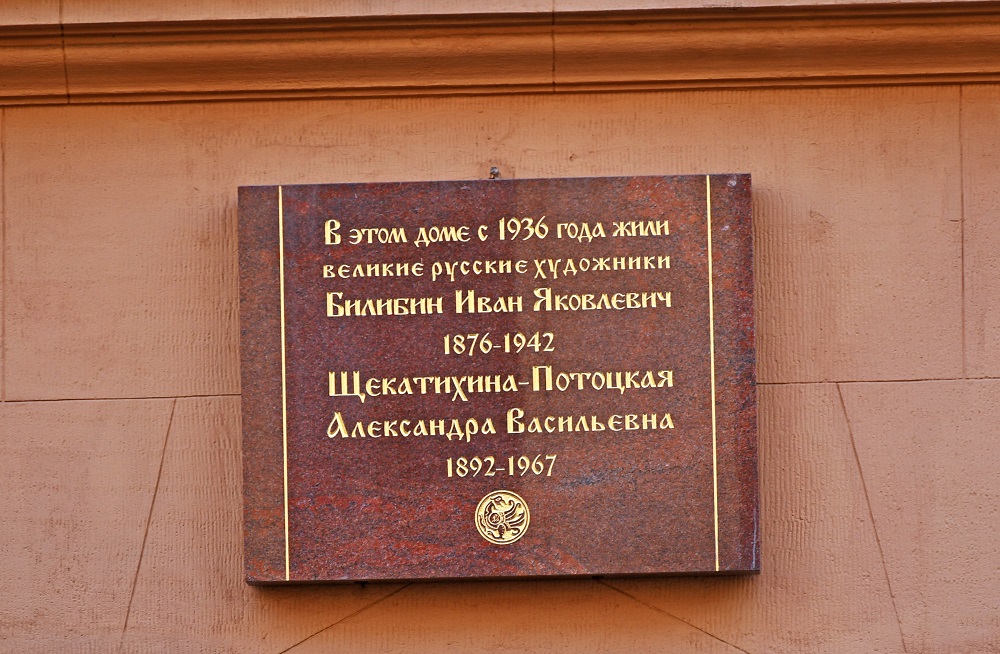 В этом доме с 1936 года жили
великие русские художники
Билибин Иван Яковлевич
1876-1942
Щекатихина-Потоцкая
Александра Васильевна
1892-1967